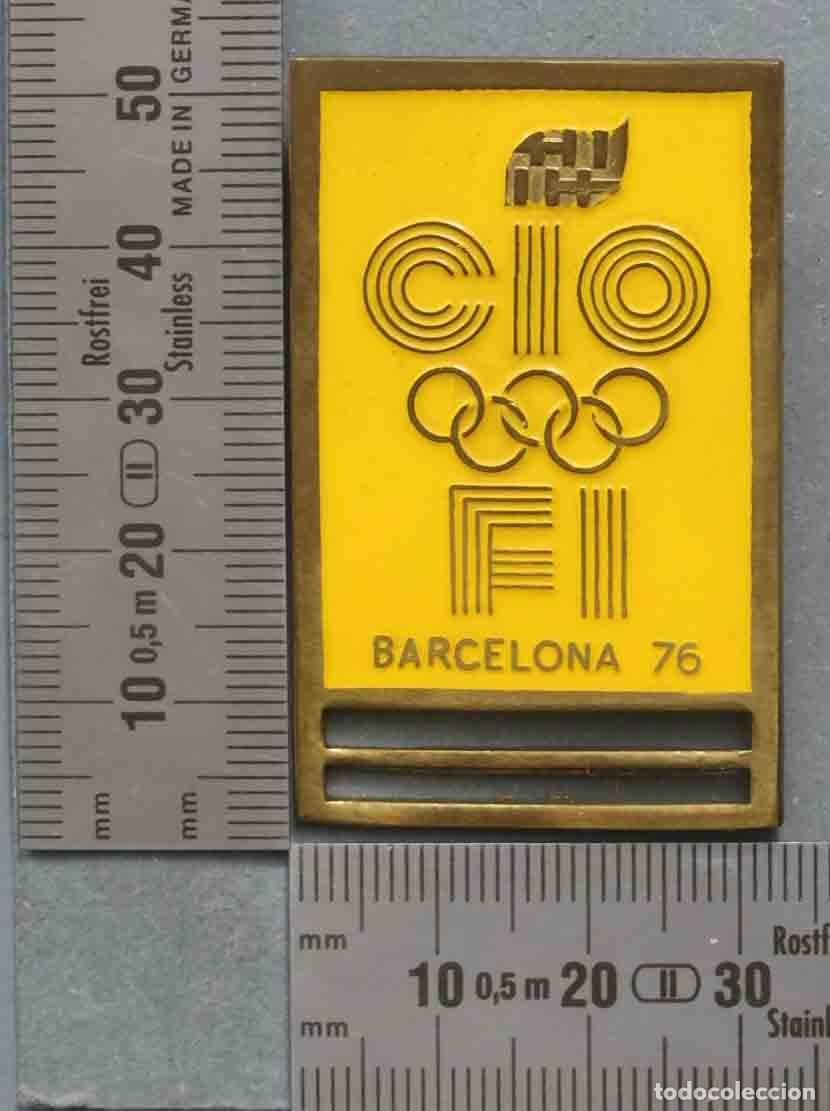 CIO
FI
BARCELONA 76
50
40
30
20
0,5 m
10
mm
mm
MADE IN GERMA
Rostfrei
Stainless
mm
mm
10 0,5 m 20 30
Rostf
Stainl
todocoleccion